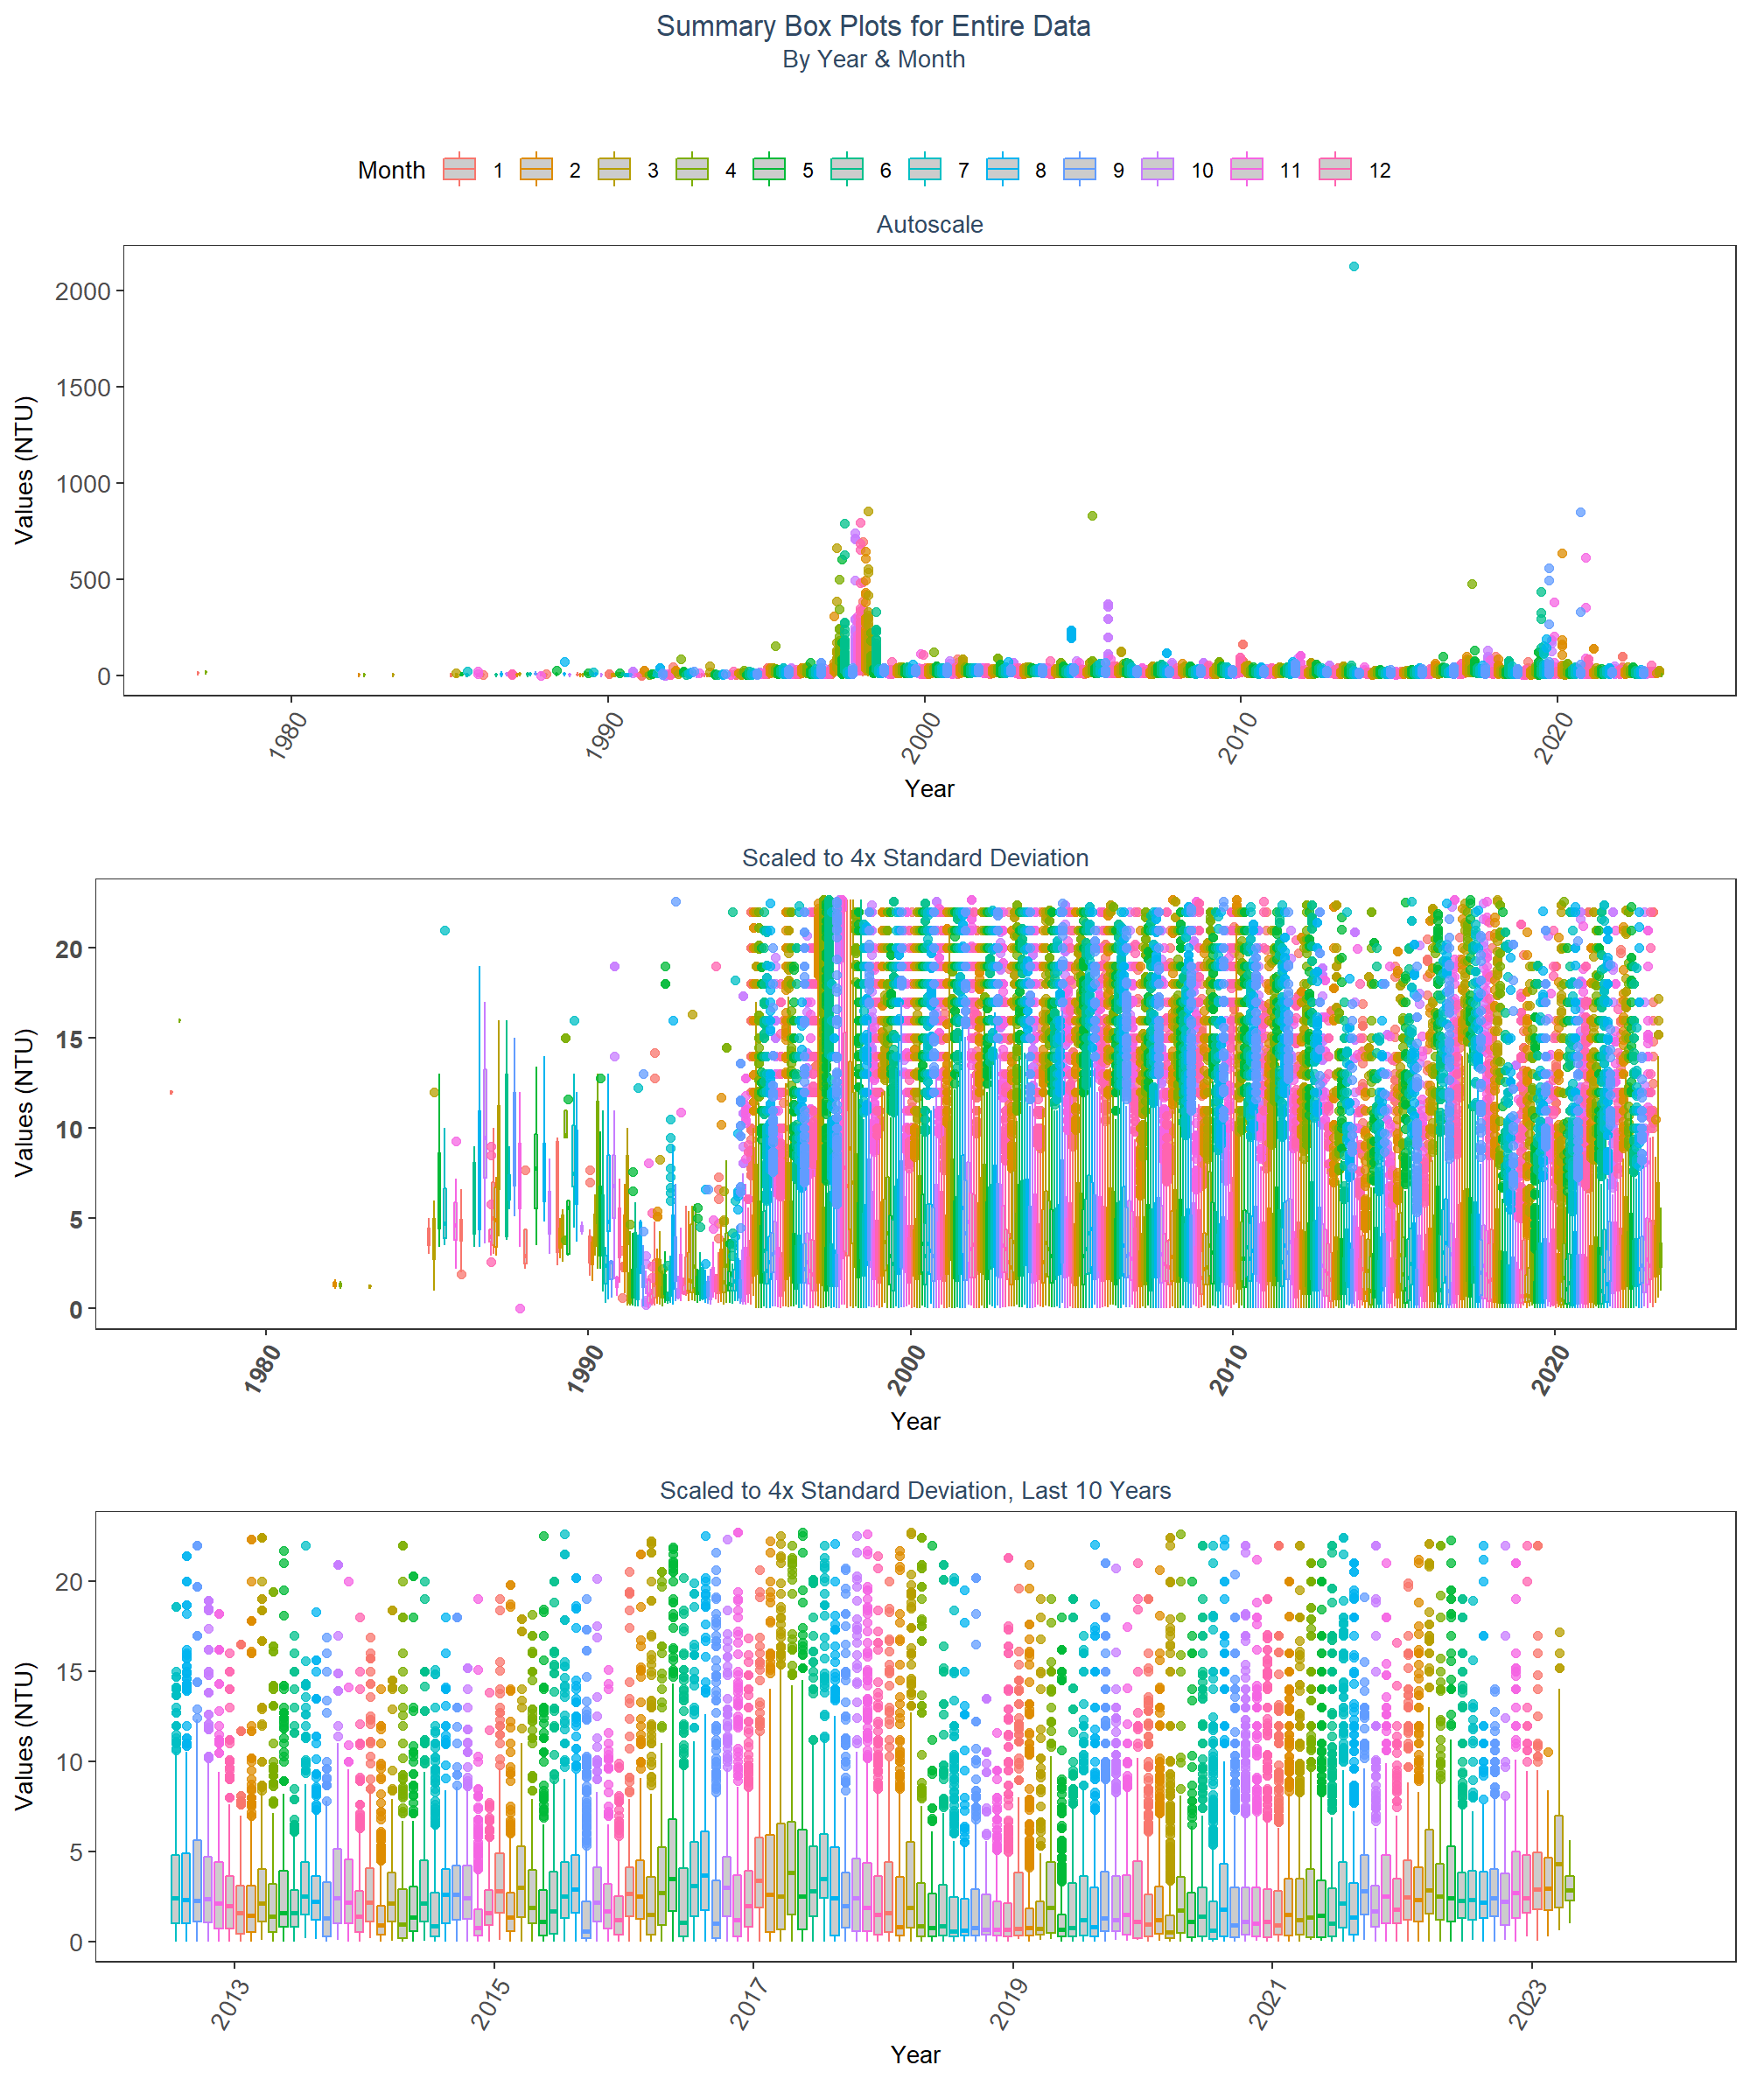 Summary Box Plots for Entire Data
By Year & Month
Month 1 2 3 4 5 6 7 8 9 10 11 12
Autoscale
Values (NTU)
2000
1500
1000
500
0
1980 1990 2000 2010 2020
Year
Scaled to 4x Standard Deviation
Values (NTU)
20
15
10
5
0
1980 1990 2000 2010 2020
Year
Scaled to 4x Standard Deviation, Last 10 Years
Values (NTU)
20
15
10
5
0
2013 2015 2017 2019 2021 2023
Year